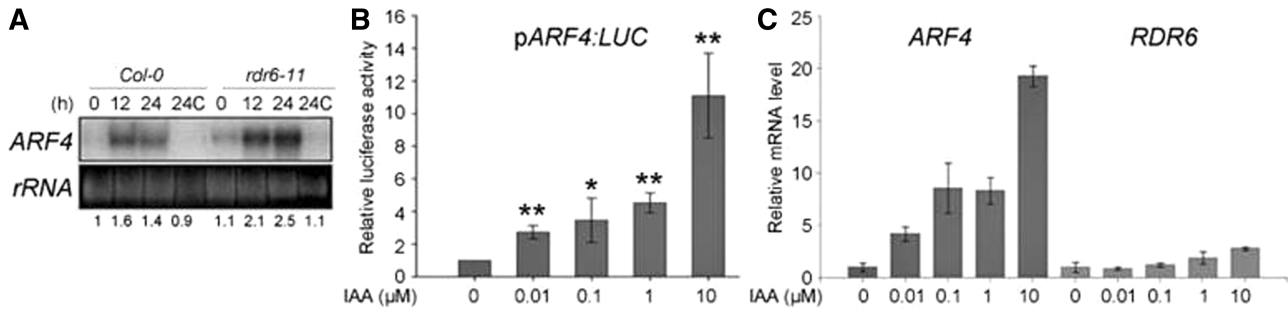 A
Col-0 rdr6-11
(h) 0 12 24 24C 0 12 24 24C
ARF4
rRNA
1 1.6 1.4 0.9 1.1 2.1 2.5 1.1
B
pARF4:LUC
Relative luciferase activity
16
14
12
10
8
6
4
2
0
** * ** **
IAA (μM) 0 0.01 0.1 1 10
C
ARF4 RDR6
Relative mRNA level
25
20
15
10
5
0
IAA (μM) 0 0.01 0.1 1 10 0 0.01 0.1 1 10